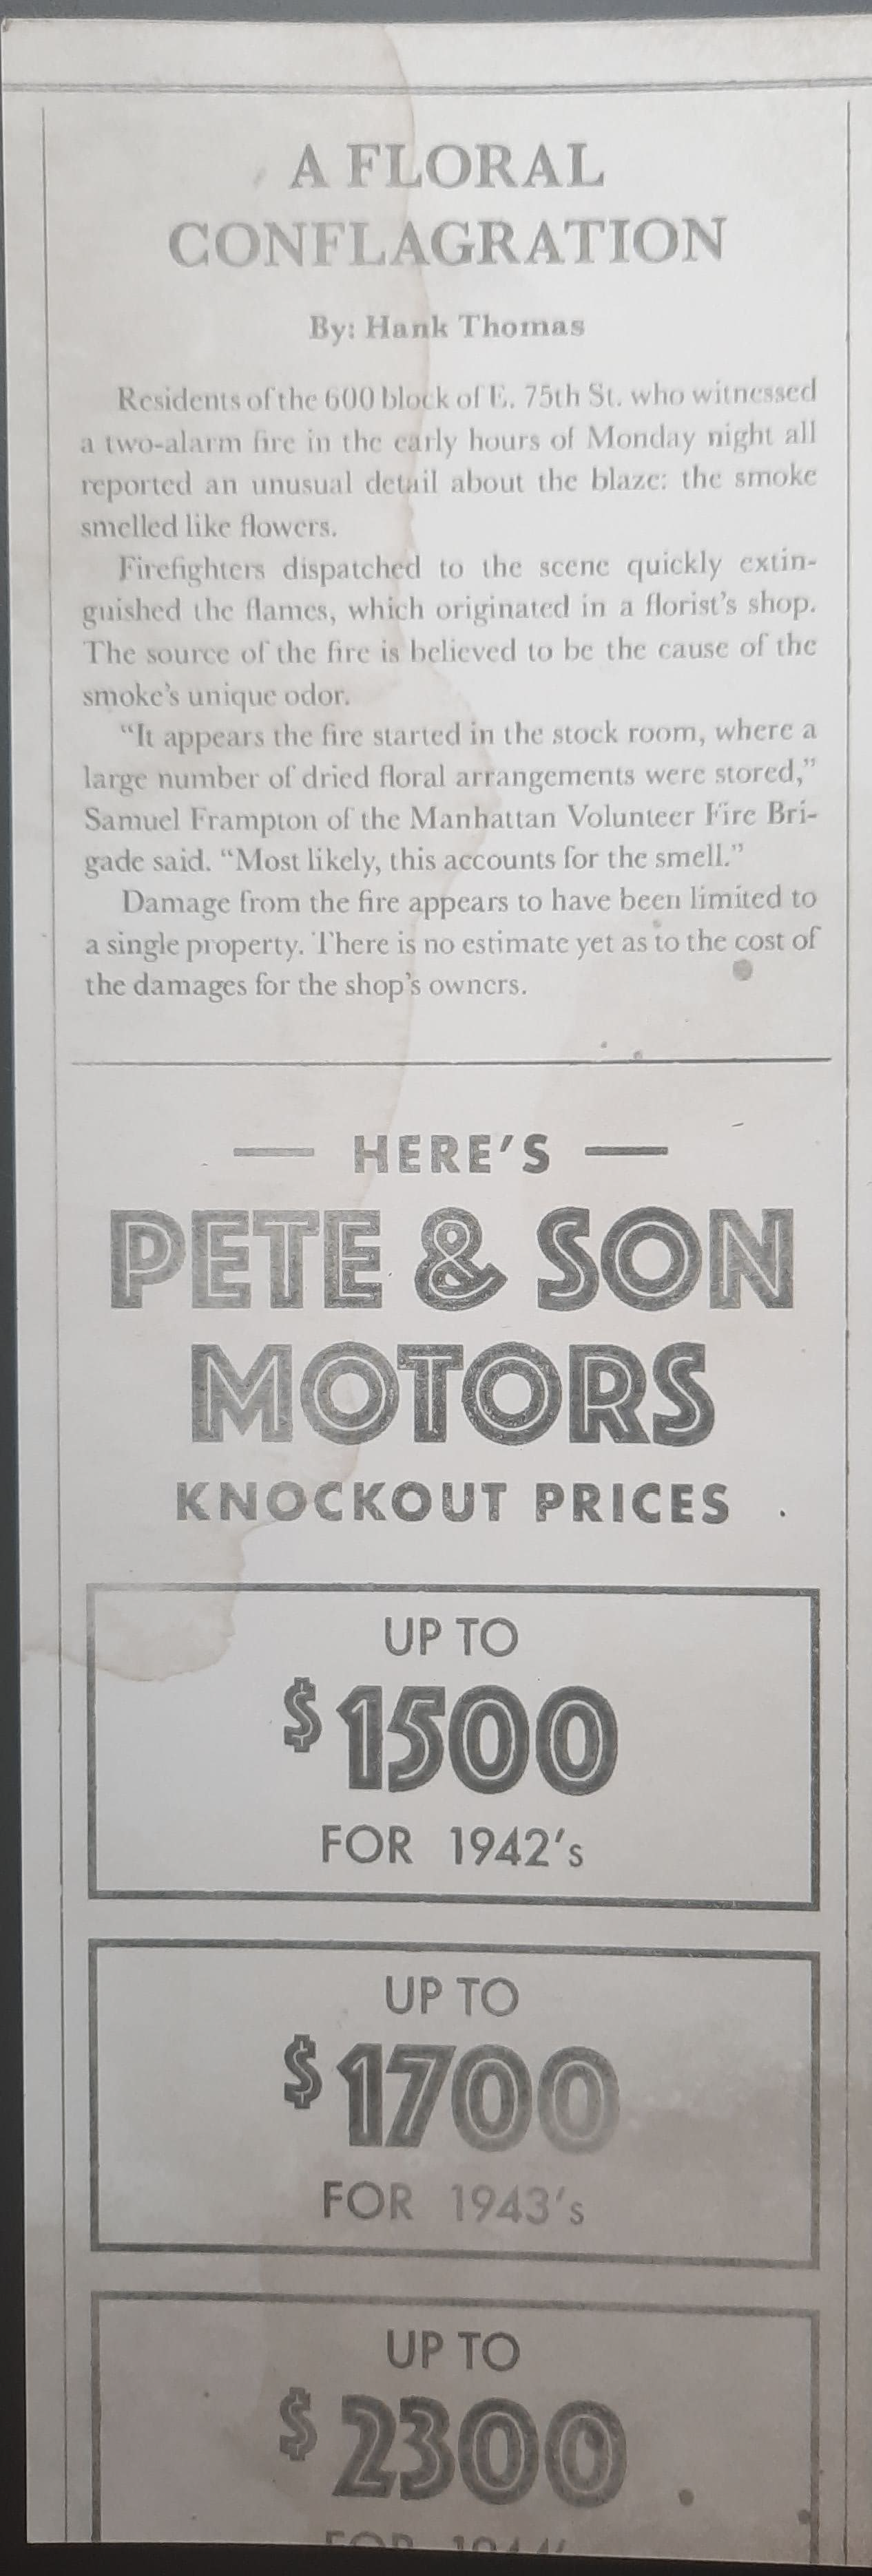 A FLORAL
CONFLAGRATION
By: Hank Thomas
Residents of the 600 block of E. 75th St. who witnessed
a two-alarm fire in the early hours of Monday night all
reported an unusual detail about the blaze: the smoke
smelled like flowers.
Firefighters dispatched to the scene quickly extin-
guished the flames, which originated in a florist's shop.
The source of the fire is believed to be the cause of the
smoke's unique odor.
"It appears the fire started in the stock room, where a
large number of dried floral arrangements were stored,"
Samuel Frampton of the Manhattan Volunteer Fire Bri-
gade said. "Most likely, this accounts for the smell."
Damage from the fire appears to have been limited to
a single property. There is no estimate yet as to the cost of
the damages for the shop's owners.
— HERE'S —
PETE & SON
MOTORS
KNOCKOUT PRICES
UP TO
$1500
FOR 1942's
UP TO
$1700
FOR 1943's
UP TO
$2300
FOR